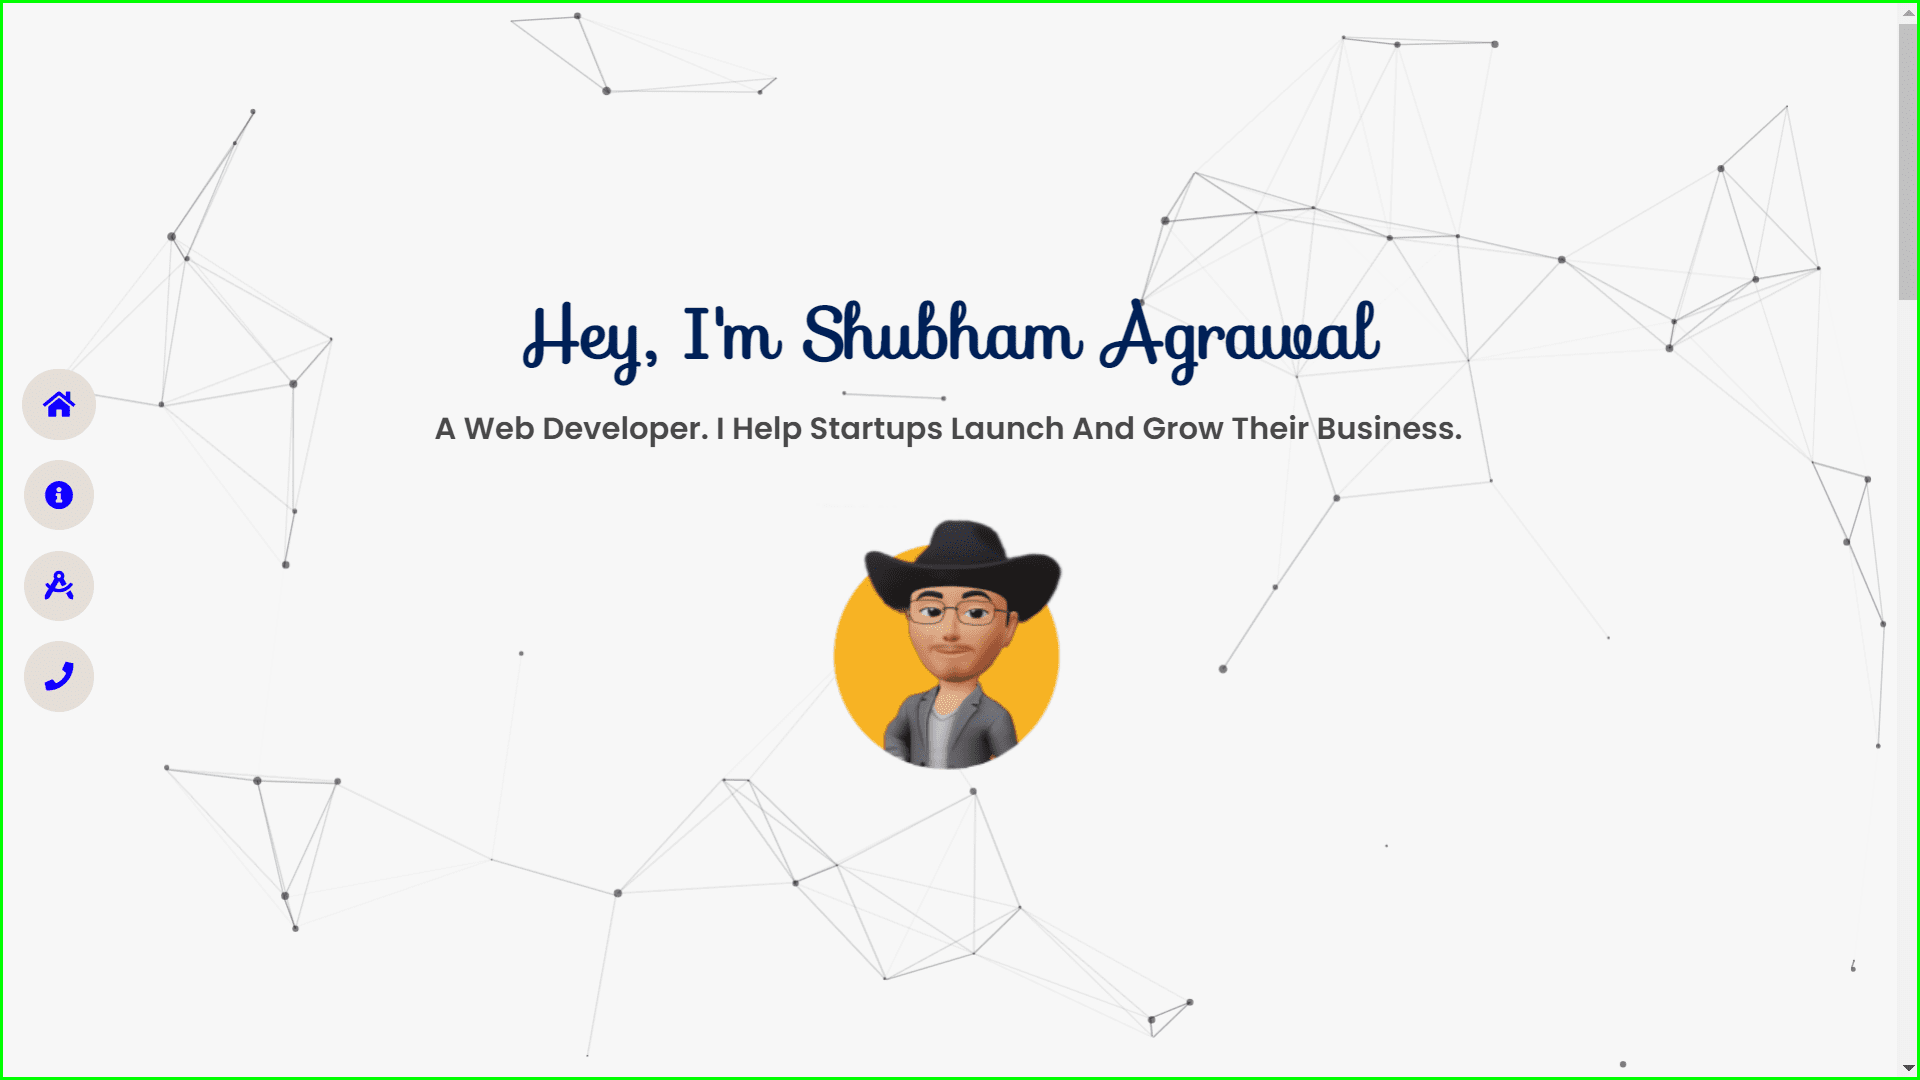 Hey, I'm Shubham Agrawal
A Web Developer. I Help Startups Launch And Grow Their Business.